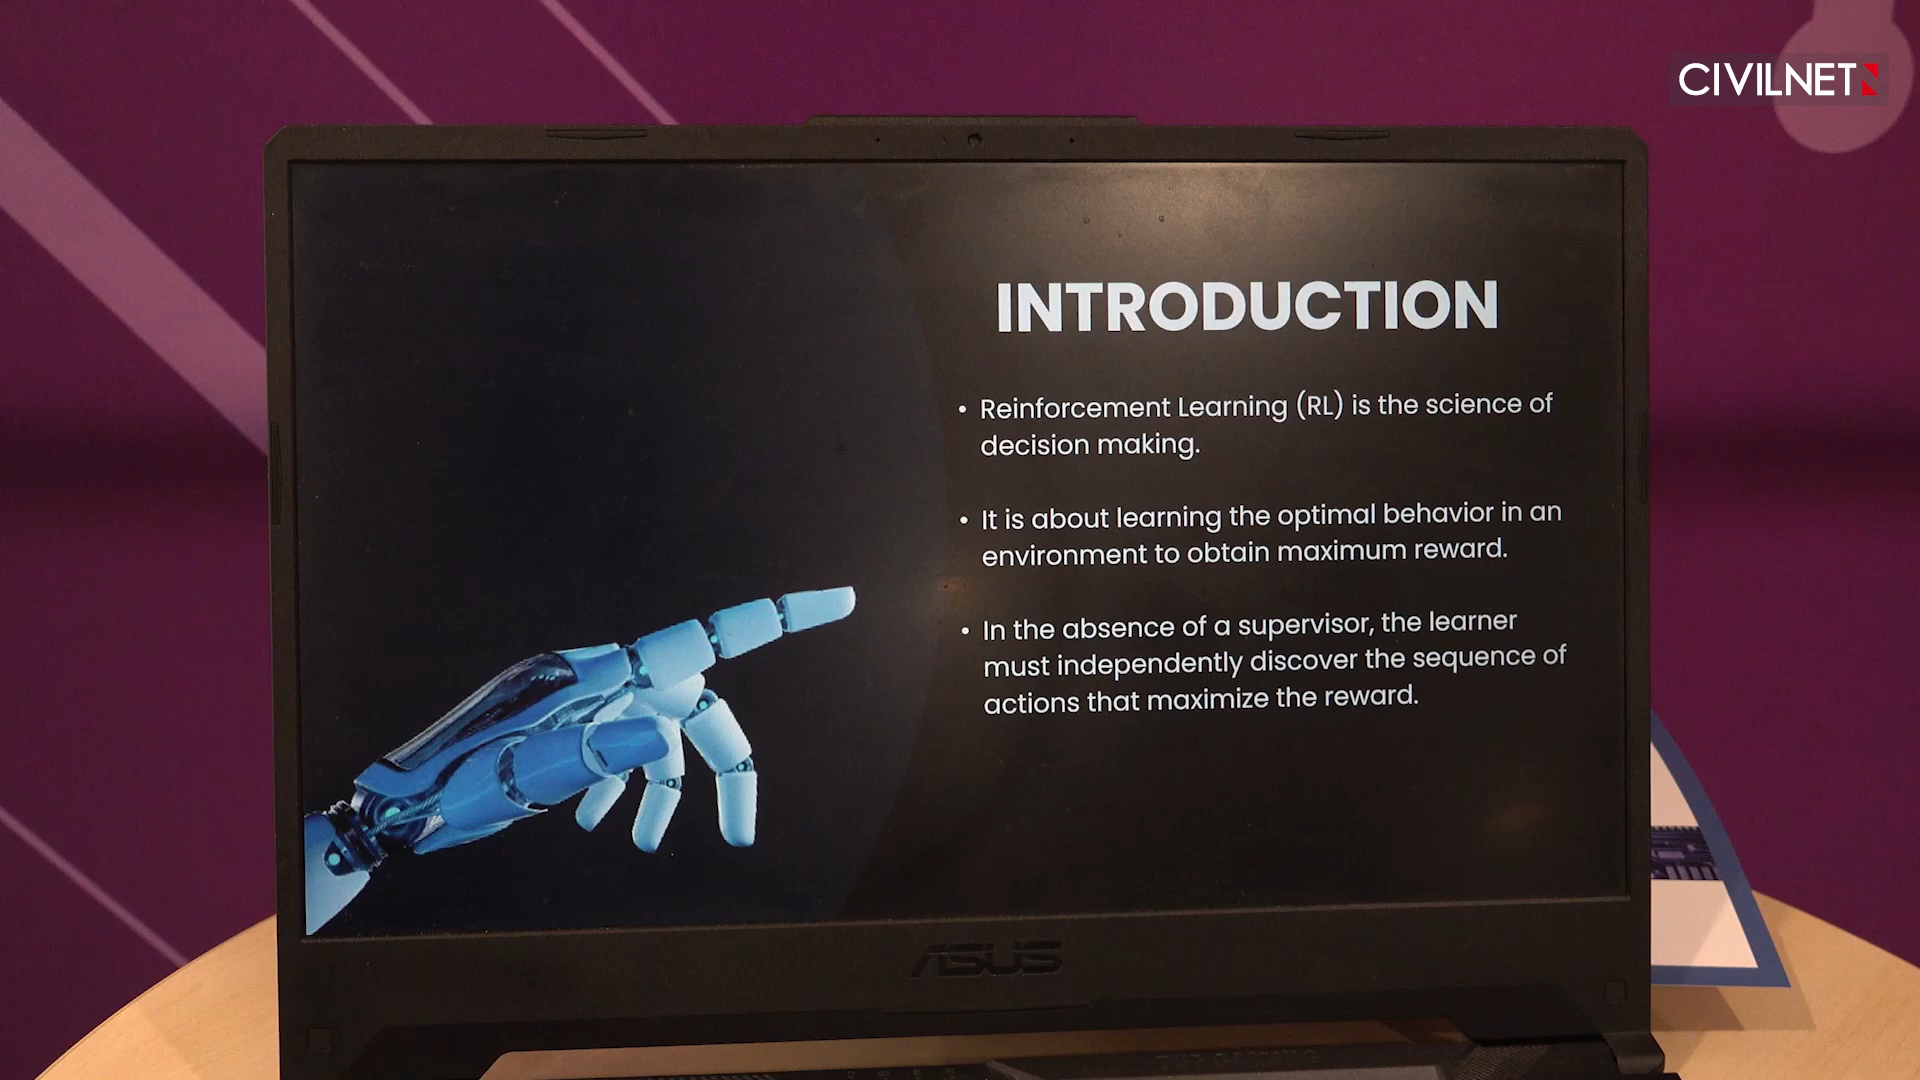 CIVILNET
INTRODUCTION
• Reinforcement Learning (RL) is the science of
decision making.
• It is about learning the optimal behavior in an
environment to obtain maximum reward.
• In the absence of a supervisor, the learner
must independently discover the sequence of
actions that maximize the reward.
ASUS
TUF GAMING